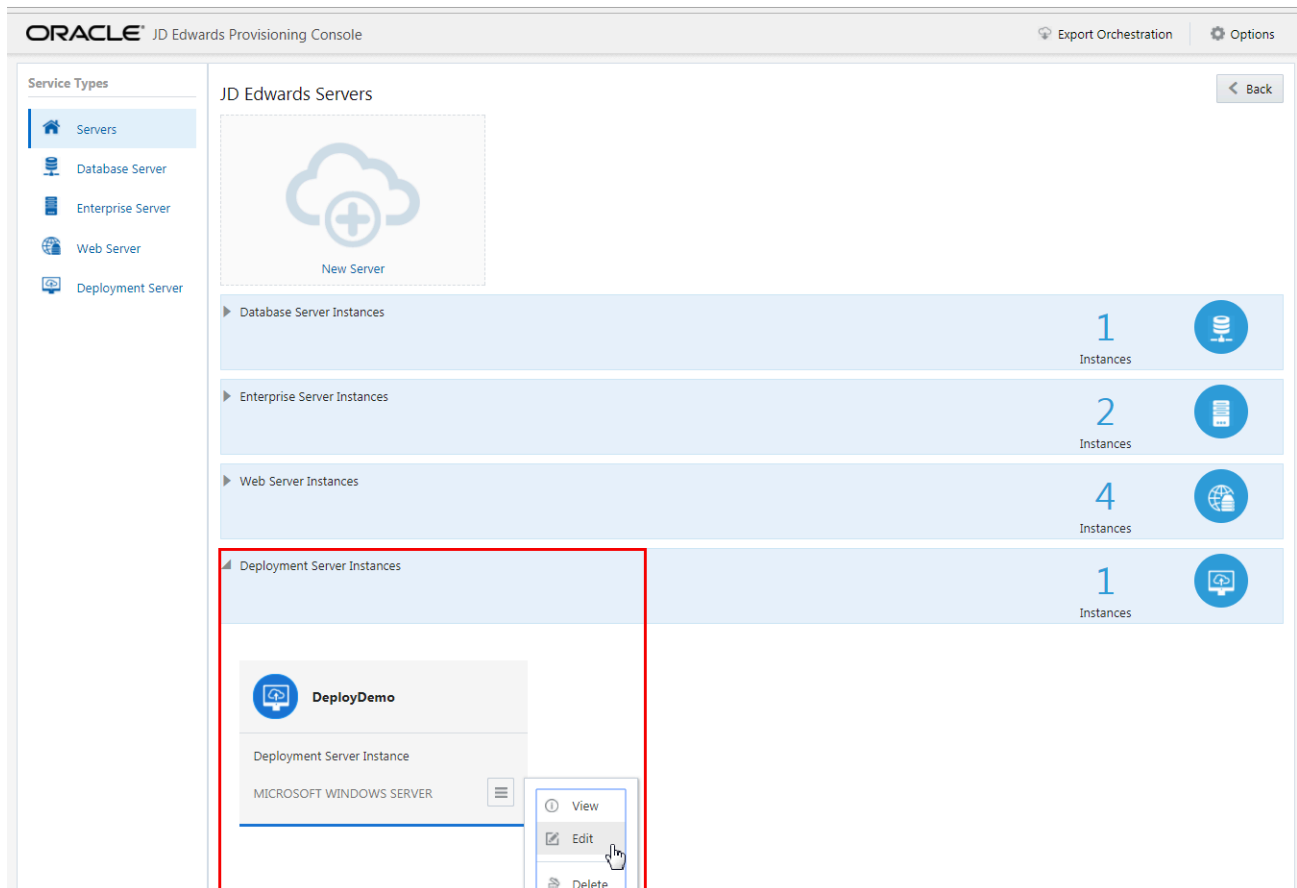 ORACLE® JD Edwards Provisioning Console
Export Orchestration
Options
Service Types
Servers
Database Server
Enterprise Server
Web Server
Deployment Server
JD Edwards Servers
Back
New Server
Database Server Instances
1
Instances
Enterprise Server Instances
2
Instances
Web Server Instances
4
Instances
Deployment Server Instances
1
Instances
DeployDemo
Deployment Server Instance
MICROSOFT WINDOWS SERVER
View
Edit
Delete